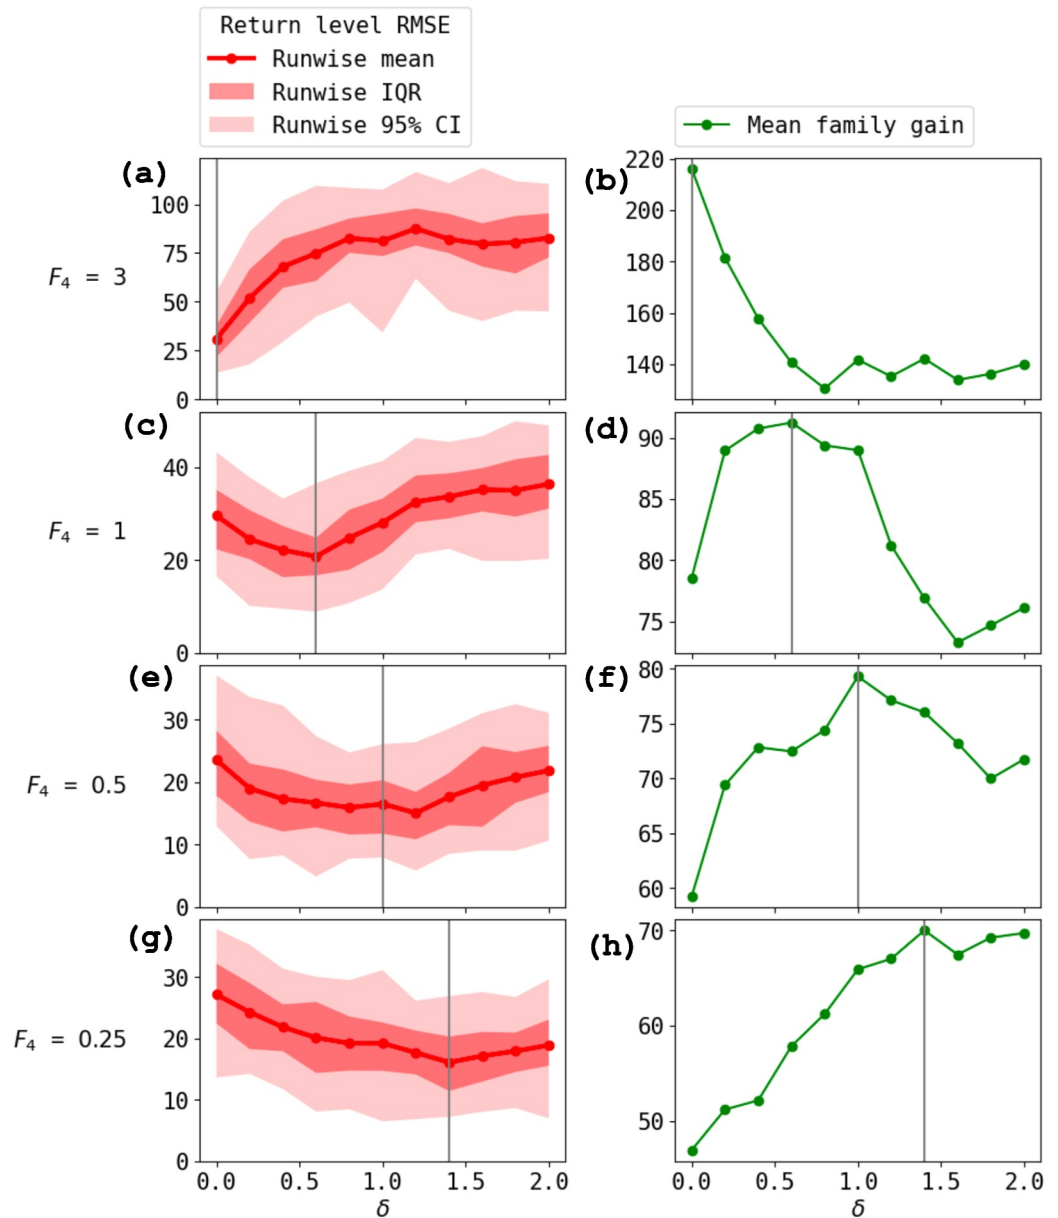 Return level RMSE
Runwise mean
Runwise IQR
Runwise 95% CI
Mean family gain
(a)
100
75
50
25
0
F₄ = 3
(b)
220
200
180
160
140
(c)
40
20
0
F₄ = 1
(d)
90
85
80
75
(e)
30
20
10
0
F₄ = 0.5
(f)
80
75
70
65
60
(g)
30
20
10
0
F₄ = 0.25
(h)
70
60
50
0.0 0.5 1.0 1.5 2.0
δ
0.0 0.5 1.0 1.5 2.0
δ